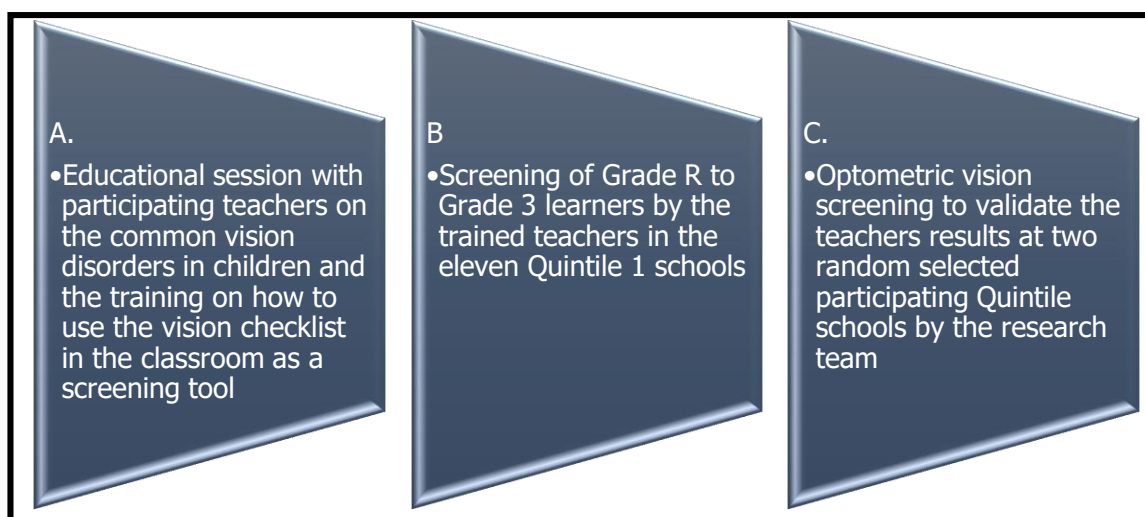 A.
•Educational session with
participating teachers on
the common vision
disorders in children and
the training on how to
use the vision checklist
in the classroom as a
screening tool
B
•Screening of Grade R to
Grade 3 learners by the
trained teachers in the
eleven Quintile 1 schools
C.
•Optometric vision
screening to validate the
teachers results at two
random selected
participating Quintile
schools by the research
team